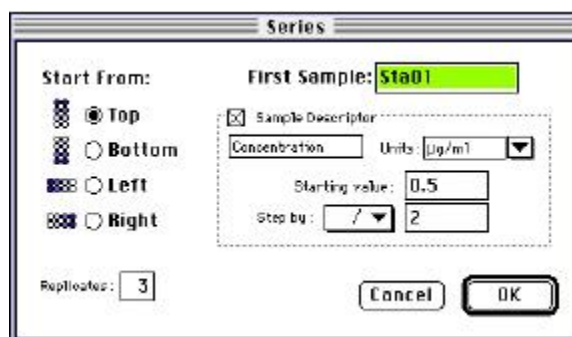 Series
Start From:
First Sample: Sta01
Top
Bottom
Left
Right
Sample Descriptor
Concentration Units: µg/ml
Starting value: 0.5
Step by: / 2
Replicates: 3
Cancel OK